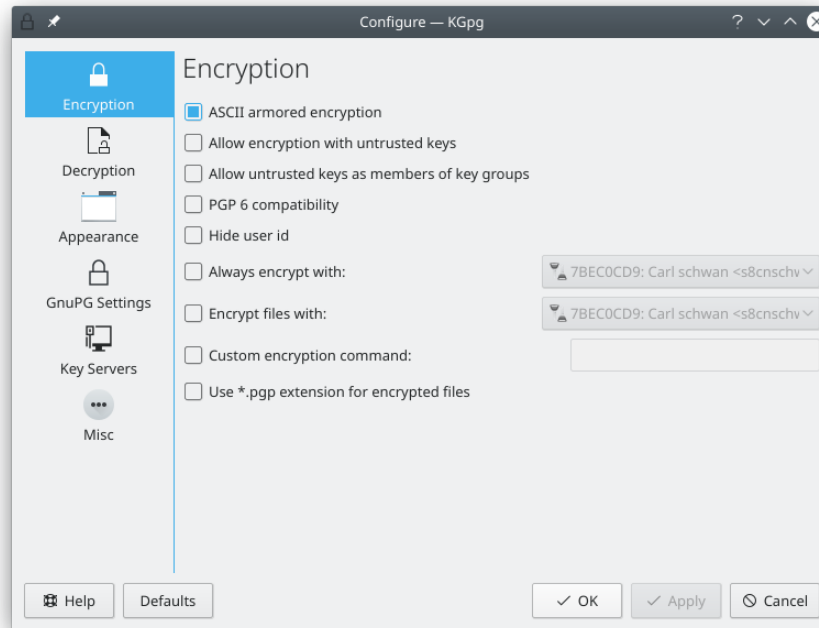 Configure — KGpg
Encryption
Decryption
Appearance
GnuPG Settings
Key Servers
Misc
Encryption
ASCII armored encryption
Allow encryption with untrusted keys
Allow untrusted keys as members of key groups
PGP 6 compatibility
Hide user id
Always encrypt with: 7BEC0CD9: Carl schwan <s8cnschw
Encrypt files with: 7BEC0CD9: Carl schwan <s8cnschw
Custom encryption command:
Use *.pgp extension for encrypted files
Help Defaults OK Apply Cancel